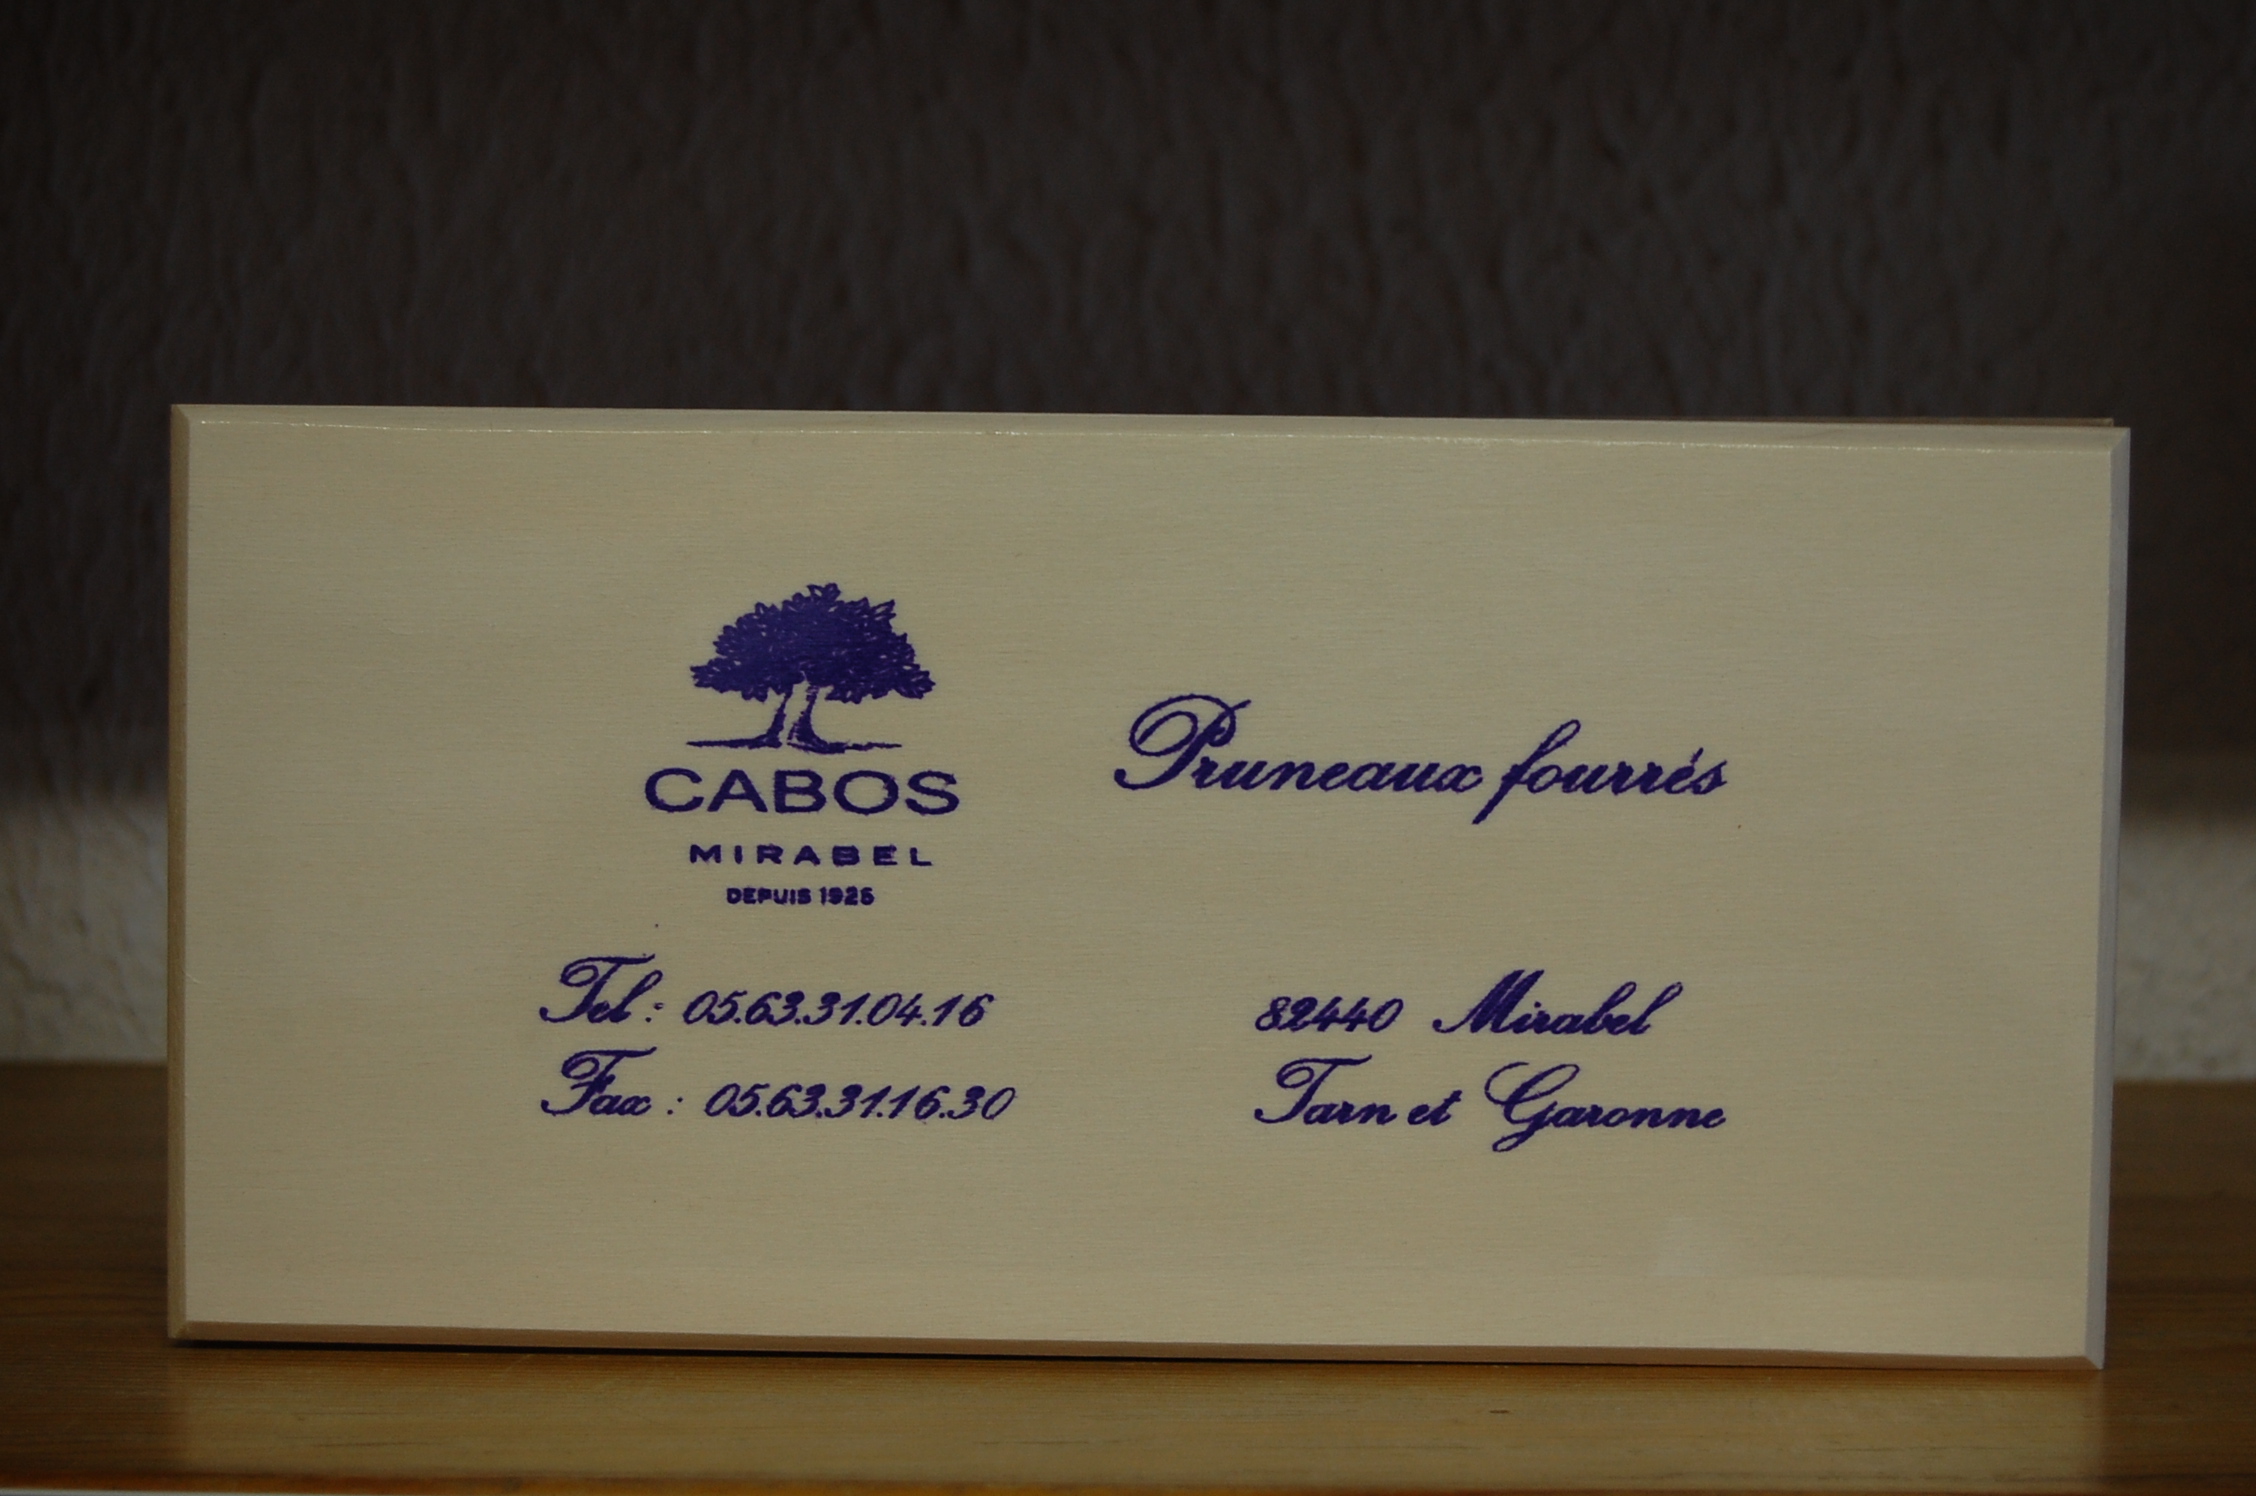 CABOS
MIRABEL
DEPUIS 1925
Pruneaux fourrés
Tel : 05.63.31.04.16
Fax : 05.63.31.16.30
82440 Mirabel
Tarn et Garonne